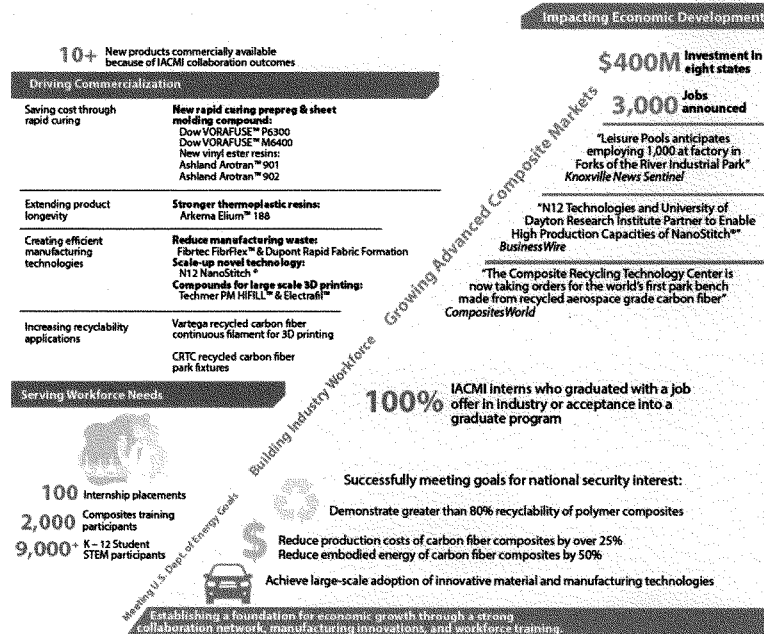 Impacting Economic Development
10+ New products commercially available
because of IACMI collaboration outcomes
Driving Commercialization
Saving cost through
rapid curing
New rapid curing prepreg & sheet
molding compound:
Dow VORAFUSE™ P6300
Dow VORAFUSE™ M6400
New vinyl ester resins:
Ashland Arotran™ 901
Ashland Arotran™ 902
Extending product
longevity
Stronger thermoplastic resins:
Arkema Elium™ 188
Creating efficient
manufacturing
technologies
Reduce manufacturing waste:
Fibrtec FibrFlex™ & Dupont Rapid Fabric Formation
Scale-up novel technology:
N12 NanoStitch®
Compounds for large scale 3D printing:
Techmer PM HIFILL™ & Electrafil™
Increasing recyclability
applications
Vartega recycled carbon fiber
continuous filament for 3D printing
CRTC recycled carbon fiber
park fixtures
$400M Investment in
eight states
3,000 Jobs
announced
"Leisure Pools anticipates
employing 1,000 at factory in
Forks of the River Industrial Park"
Knoxville News Sentinel
"N12 Technologies and University of
Dayton Research Institute Partner to Enable
High Production Capacities of NanoStitch®"
BusinessWire
"The Composite Recycling Technology Center is
now taking orders for the world's first park bench
made from recycled aerospace grade carbon fiber"
CompositesWorld
Growing Advanced Composite Markets
Building Industry Workforce
Meeting U.S. Dept. of Energy Goals
Serving Workforce Needs
100 Internship placements
2,000 Composites training
participants
9,000+ K – 12 Student
STEM participants
100% IACMI interns who graduated with a job
offer in industry or acceptance into a
graduate program
Successfully meeting goals for national security interest:
Demonstrate greater than 80% recyclability of polymer composites
$
Reduce production costs of carbon fiber composites by over 25%
Reduce embodied energy of carbon fiber composites by 50%
Achieve large-scale adoption of innovative material and manufacturing technologies
Establishing a foundation for economic growth through a strong
collaboration network, manufacturing innovations, and workforce training